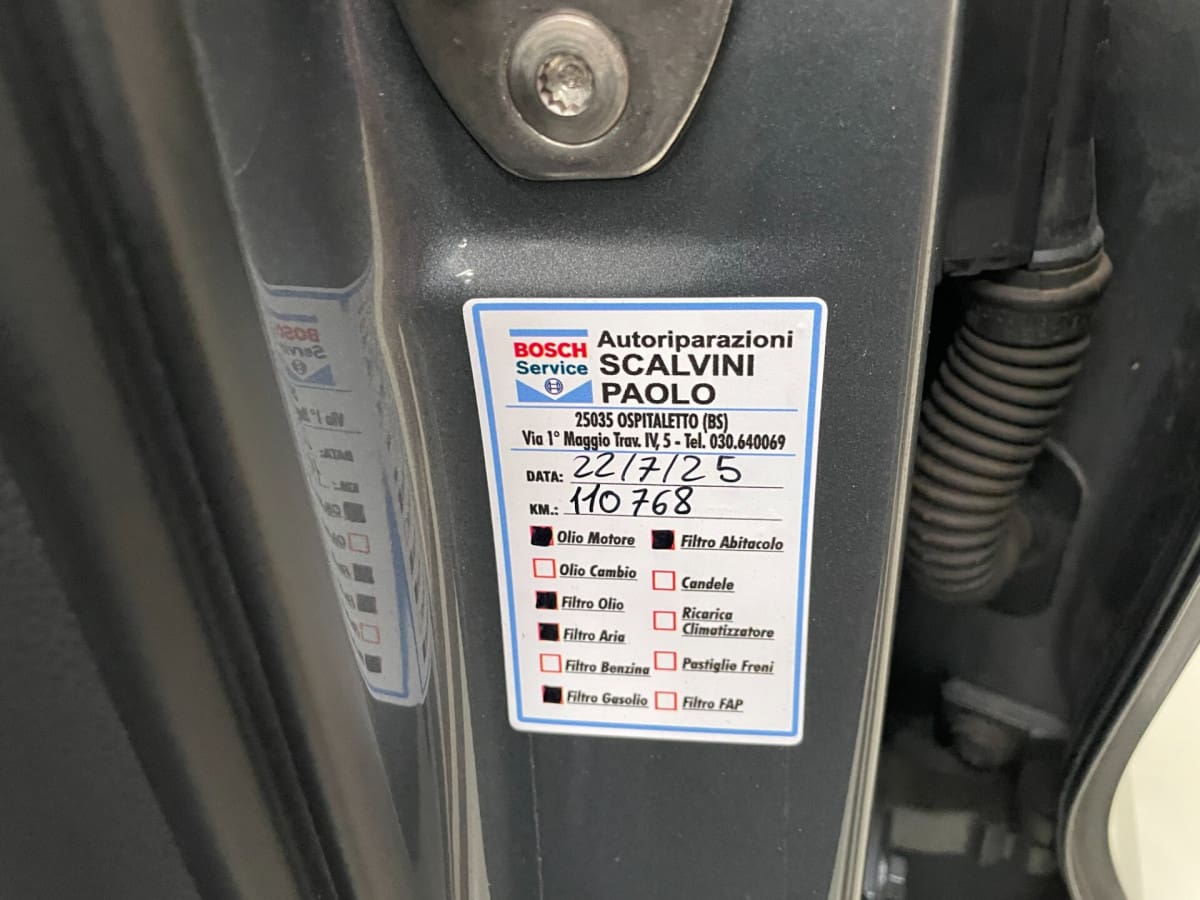 BOSCH
Service
Autoriparazioni
SCALVINI
PAOLO
25035 OSPITALETTO (BS)
Via 1° Maggio Trav. IV, 5 - Tel. 030.640069
DATA: 22/7/25
KM.: 110768
Olio Motore
Filtro Abitacolo
Olio Cambio
Candele
Filtro Olio
Ricarica
Climatizzatore
Filtro Aria
Filtro Benzina
Pastiglie Freni
Filtro Gasolio
Filtro FAP